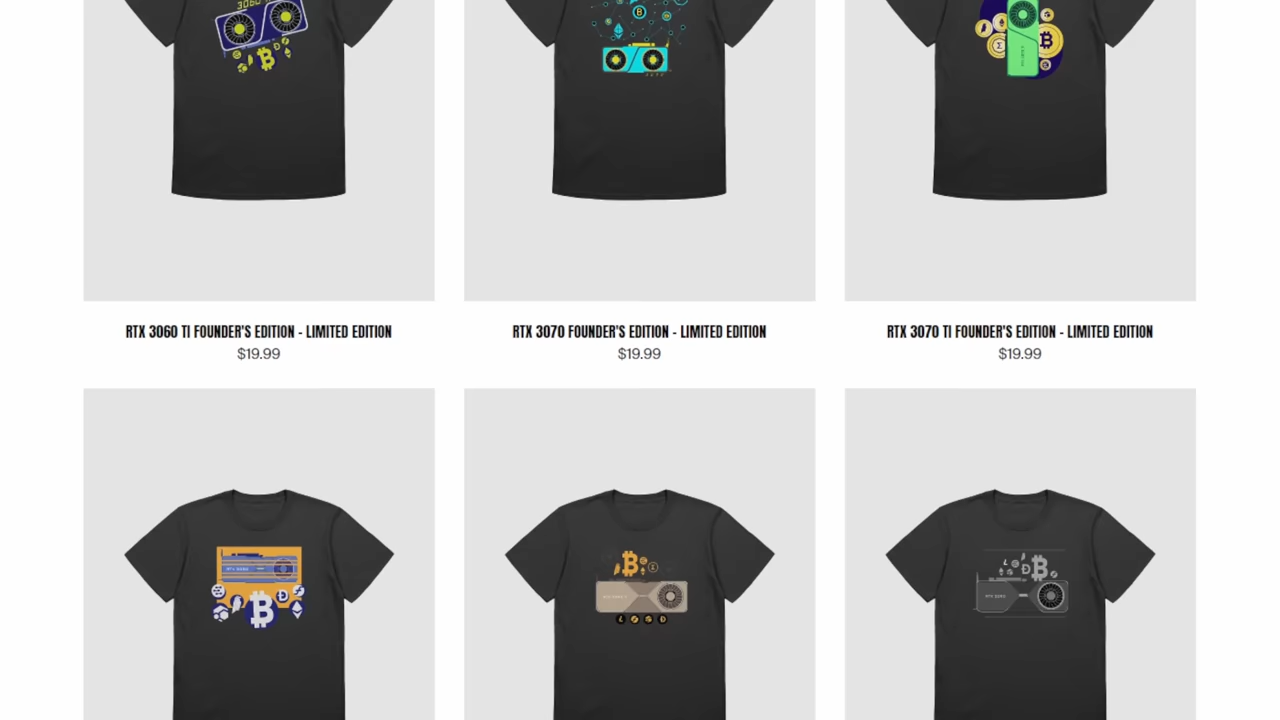 3060
RTX 3060 TI FOUNDER'S EDITION - LIMITED EDITION
$19.99
RTX 3070 FOUNDER'S EDITION - LIMITED EDITION
$19.99
RTX 3070 TI FOUNDER'S EDITION - LIMITED EDITION
$19.99